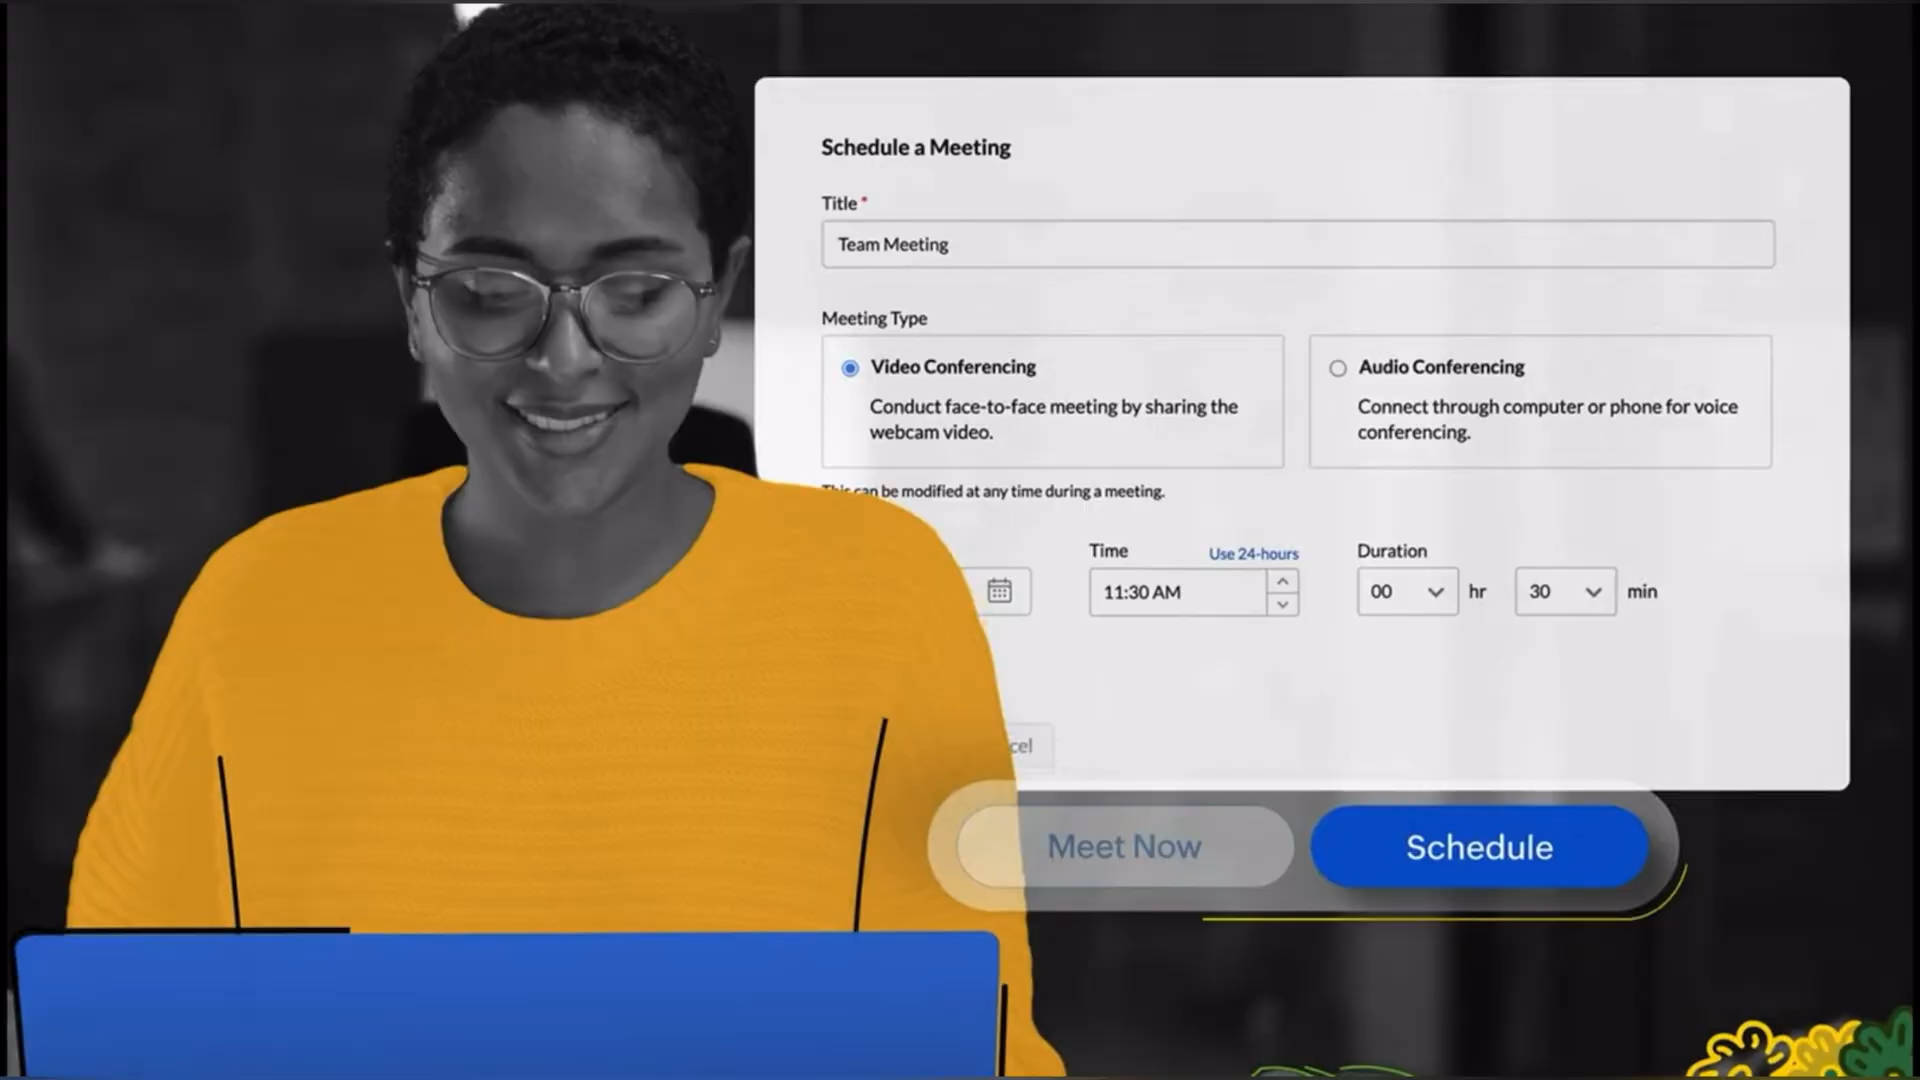 Schedule a Meeting
Title *
Team Meeting
Meeting Type
Video Conferencing
Conduct face-to-face meeting by sharing the
webcam video.
Audio Conferencing
Connect through computer or phone for voice
conferencing.
This can be modified at any time during a meeting.
Time Use 24-hours Duration
11:30 AM 00 hr 30 min
cel
Meet Now Schedule